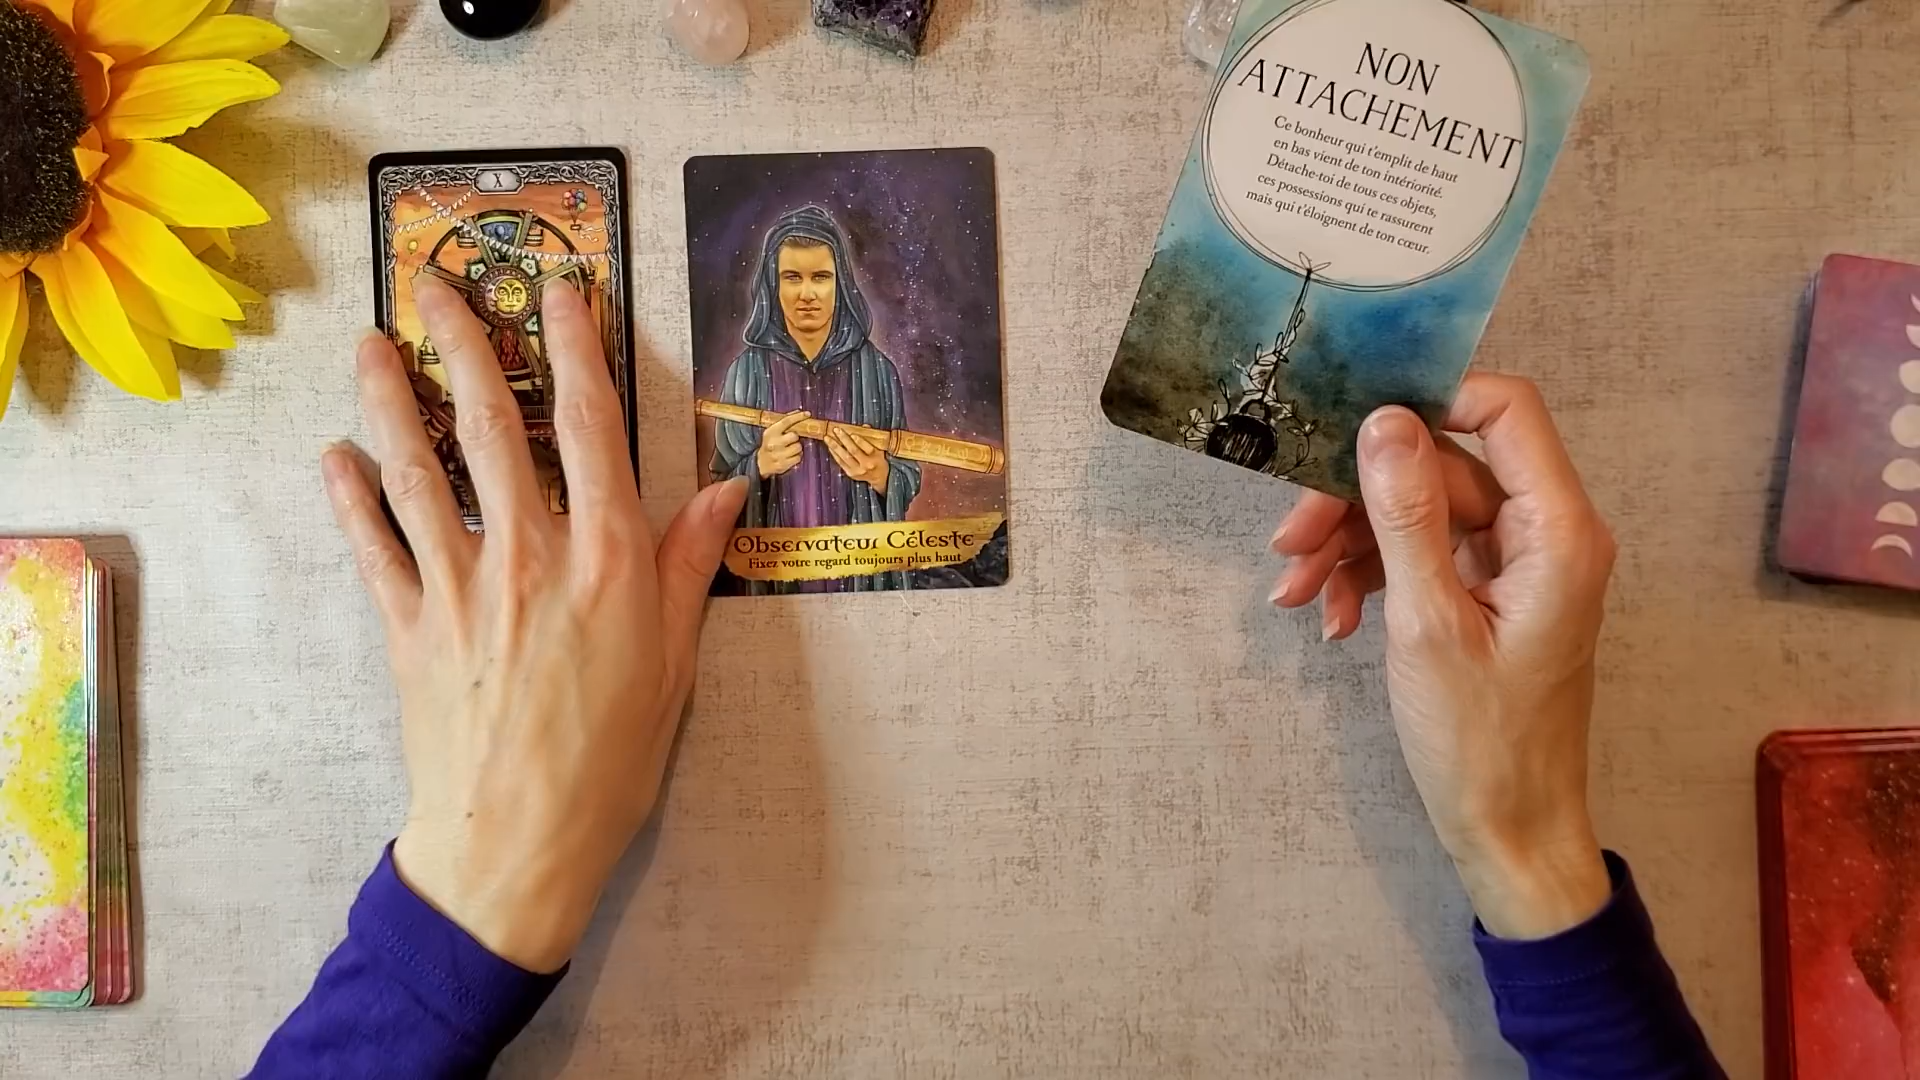 X
Observateur Céleste
Fixez votre regard toujours plus haut
NON
ATTACHEMENT
Ce bonheur qui t'emplit de haut
en bas vient de ton intériorité.
Détache-toi de tous ces objets,
ces possessions qui te rassurent
mais qui t'éloignent de ton cœur.